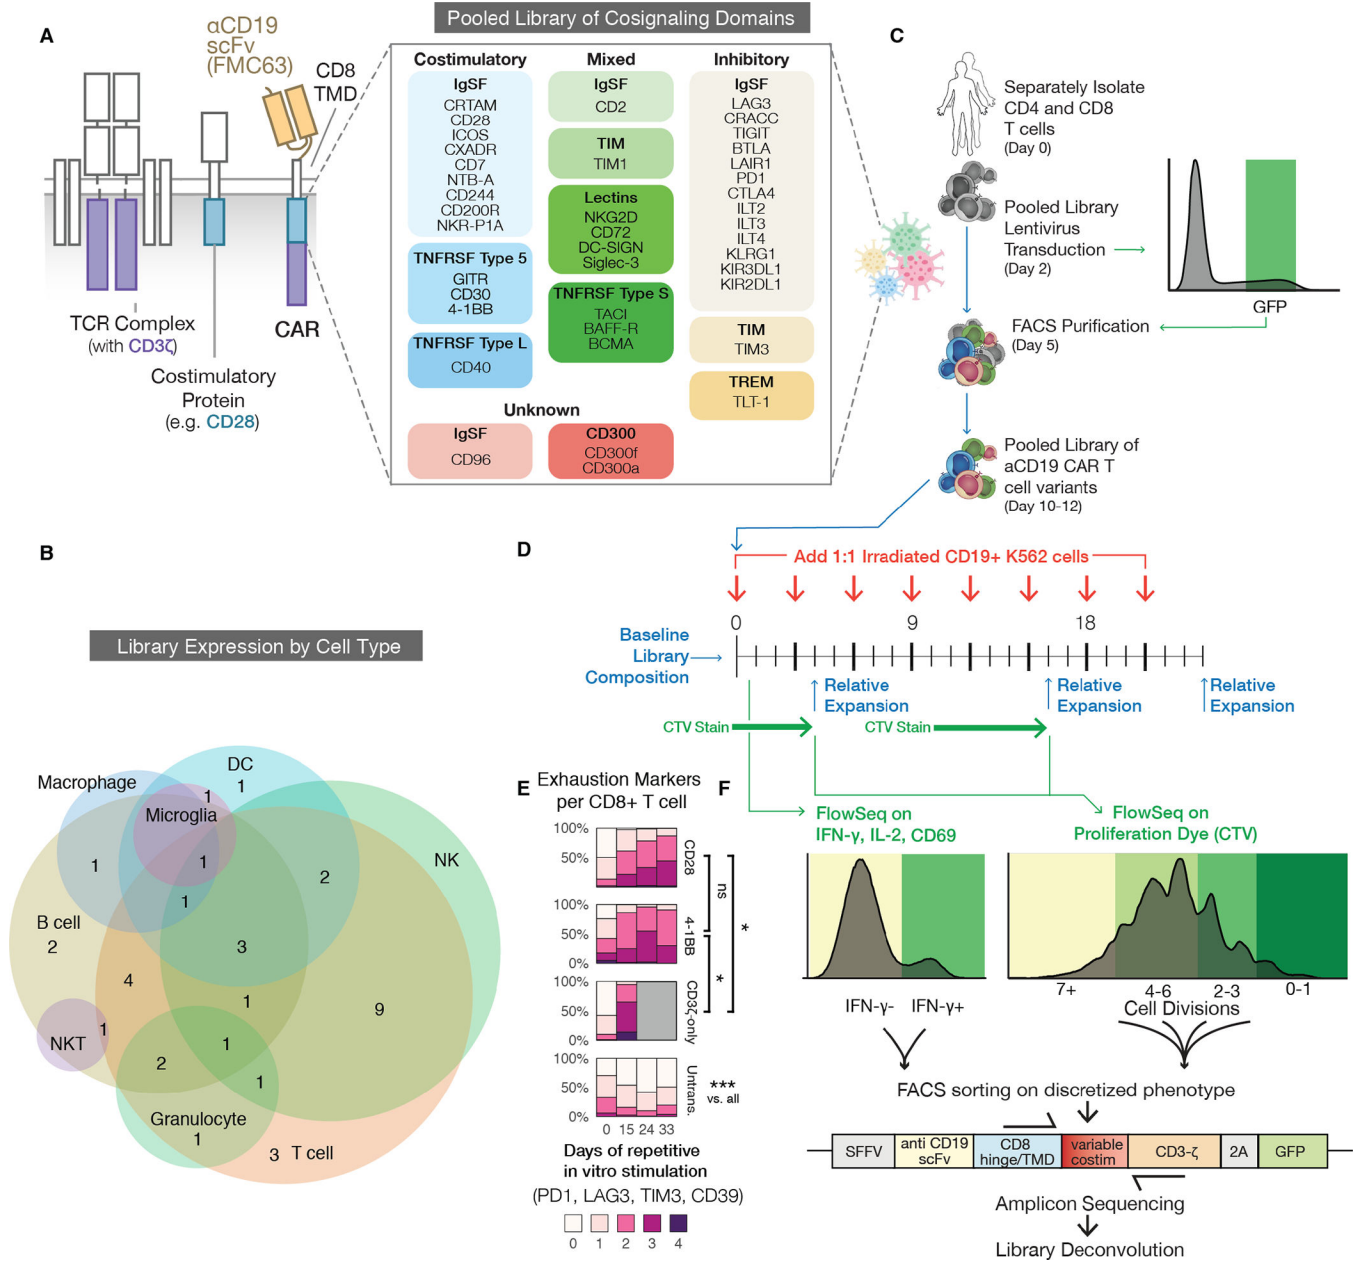 A
αCD19
scFv
(FMC63)
CD8
TMD
TCR Complex
(with CD3ζ)
CAR
Costimulatory
Protein
(e.g. CD28)
Pooled Library of Cosignaling Domains
Costimulatory
IgSF
CRTAM
CD28
ICOS
CXADR
CD7
NTB-A
CD244
CD200R
NKR-P1A
TNFRSF Type 5
GITR
CD30
4-1BB
TNFRSF Type L
CD40
Mixed
IgSF
CD2
TIM
TIM1
Lectins
NKG2D
CD72
DC-SIGN
Siglec-3
TNFRSF Type S
TACI
BAFF-R
BCMA
Inhibitory
IgSF
LAG3
CRACC
TIGIT
BTLA
LAIR1
PD1
CTLA4
ILT2
ILT3
ILT4
KLRG1
KIR3DL1
KIR2DL1
TIM
TIM3
TREM
TLT-1
Unknown
IgSF
CD96
CD300
CD300f
CD300a
C
Separately Isolate
CD4 and CD8
T cells
(Day 0)
Pooled Library
Lentivirus
Transduction
(Day 2)
GFP
FACS Purification
(Day 5)
Pooled Library of
aCD19 CAR T
cell variants
(Day 10-12)
B
Library Expression by Cell Type
Macrophage
DC
1
1
Microglia
NK
1
1
2
1
B cell
2
3
4
1
9
NKT
1
1
2
1
Granulocyte
1
3 T cell
D
Add 1:1 Irradiated CD19+ K562 cells
0 9 18
Baseline
Library
Composition
Relative
Expansion
Relative
Expansion
Relative
Expansion
CTV Stain
CTV Stain
E
Exhaustion Markers
per CD8+ T cell
100%
50%
0%
CD28
100%
50%
0%
4-1BB
100%
50%
0%
CD3ζ-only
100%
50%
0%
Untrans.
ns
*
*
***
vs. all
0 15 24 33
Days of repetitive
in vitro stimulation
(PD1, LAG3, TIM3, CD39)
0 1 2 3 4
F
FlowSeq on
IFN-γ, IL-2, CD69
FlowSeq on
Proliferation Dye (CTV)
IFN-γ- IFN-γ+
7+ 4-6 2-3 0-1
Cell Divisions
FACS sorting on discretized phenotype
SFFV
anti CD19
scFv
CD8
hinge/TMD
variable
costim
CD3-ζ
2A
GFP
Amplicon Sequencing
Library Deconvolution